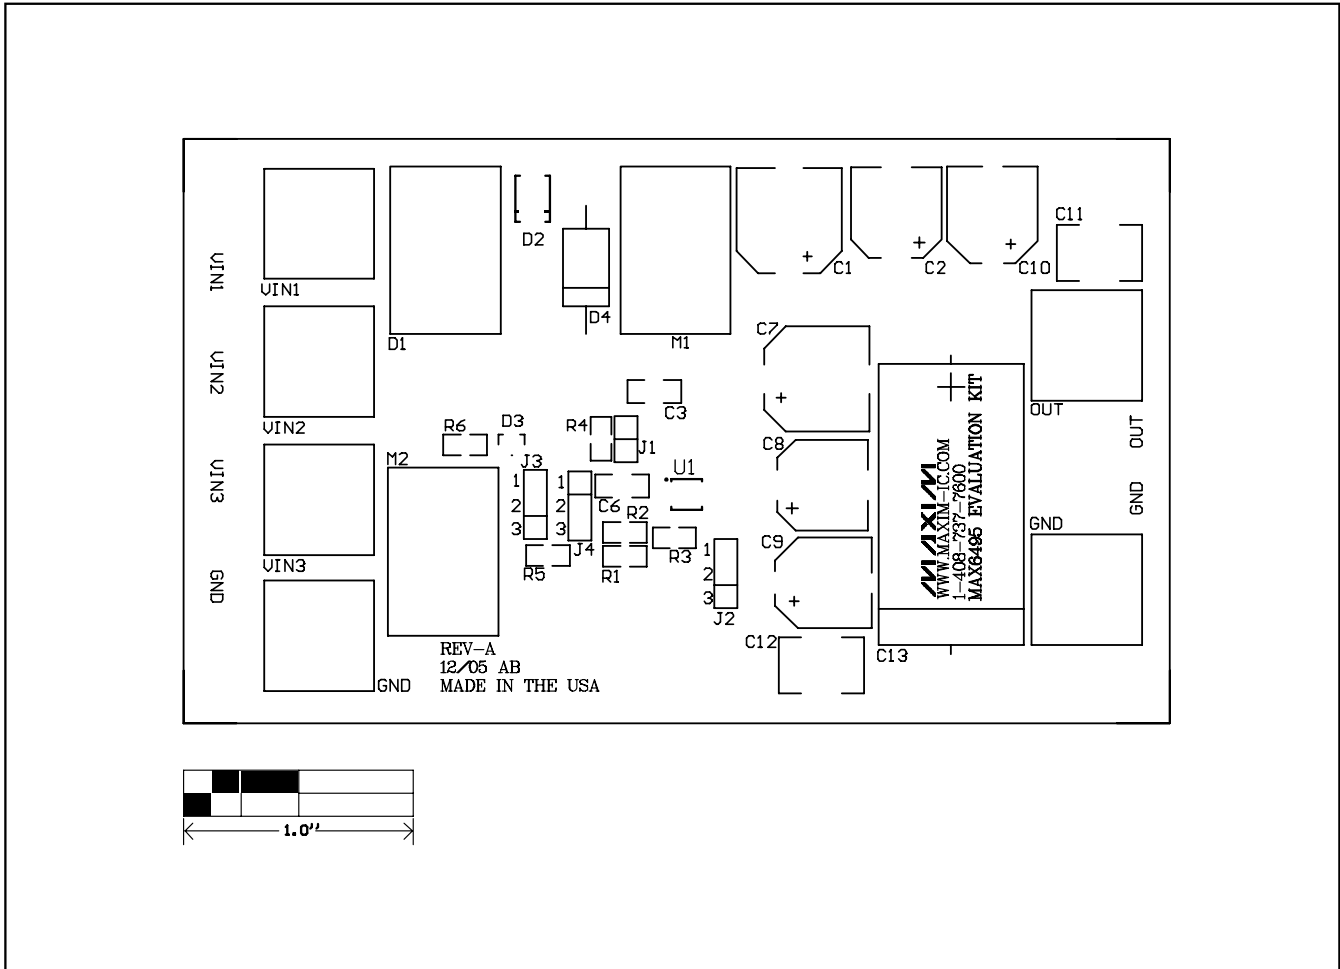 C11
D2
C1
C2
C10
VIN1
VIN1
D4
D1
M1
C7
VIN2
C3
OUT
VIN2
R6
D3
R4
J1
OUT
M2
J3
C8
U1
VIN3
1
2
3
1
2
3
C6
R2
GND
GND
R5
J4
R1
R3
C9
1
2
3
J2
VIN3
GND
C12
C13
MAXIM
WWW.MAXIM-IC.COM
1-408-737-7600
MAX6495 EVALUATION KIT
REV-A
12/05 AB
MADE IN THE USA
GND
1.0"